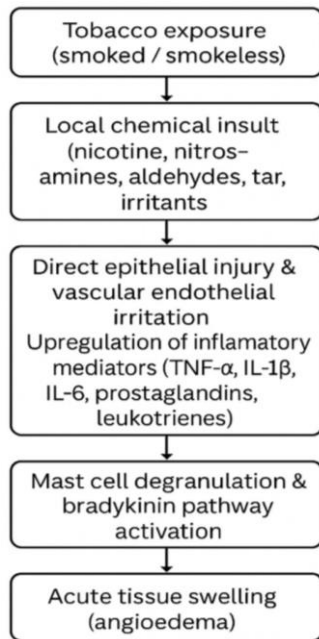 Tobacco exposure
(smoked / smokeless)
Local chemical insult
(nicotine, nitros–
amines, aldehydes, tar,
irritants
Direct epithelial injury &
vascular endothelial
irritation
Upregulation of inflamatory
mediators (TNF-α, IL-1β,
IL-6, prostaglandins,
leukotrienes)
Mast cell degranulation &
bradykinin pathway
activation
Acute tissue swelling
(angioedema)